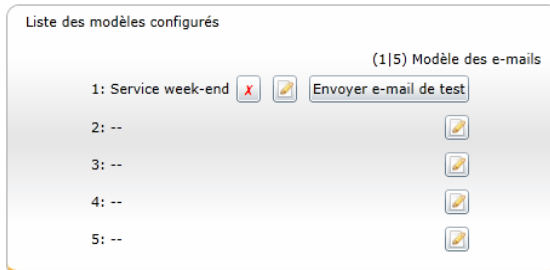 Liste des modèles configurés
(1|5) Modèle des e-mails
1: Service week-end x Envoyer e-mail de test
2: --
3: --
4: --
5: --